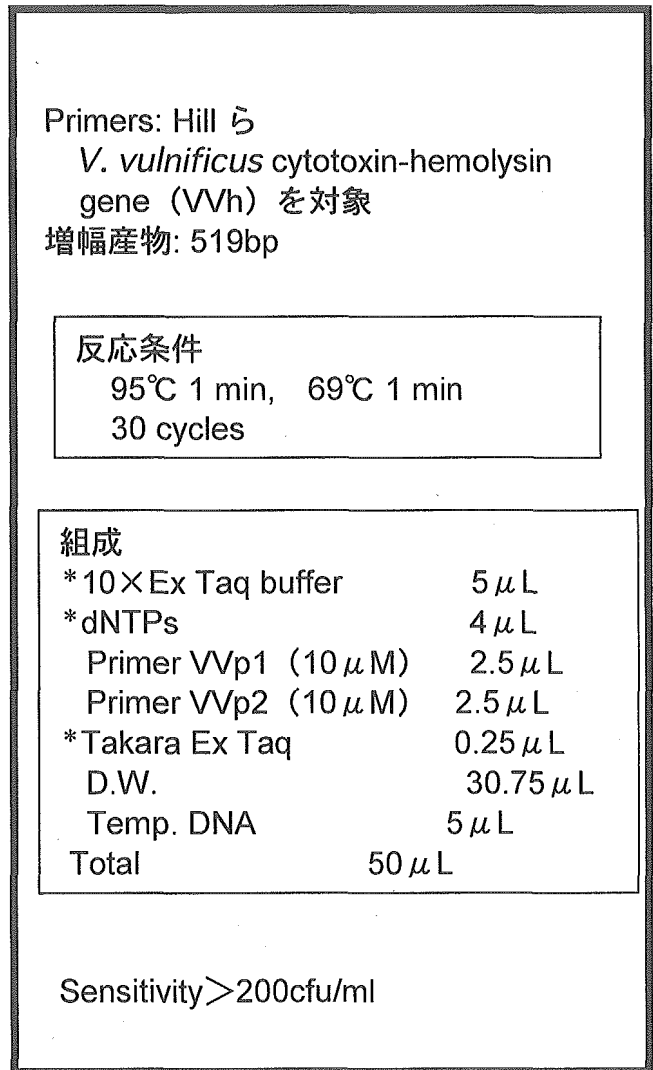 Primers: Hill ら
V. vulnificus cytotoxin-hemolysin
gene（VVh）を対象
増幅産物: 519bp
反応条件
95℃ 1 min,　69℃ 1 min
30 cycles
組成
*10×Ex Taq buffer 5μL
*dNTPs 4μL
Primer VVp1（10μM） 2.5μL
Primer VVp2（10μM） 2.5μL
*Takara Ex Taq 0.25μL
D.W. 30.75μL
Temp. DNA 5μL
Total 50μL
Sensitivity＞200cfu/ml